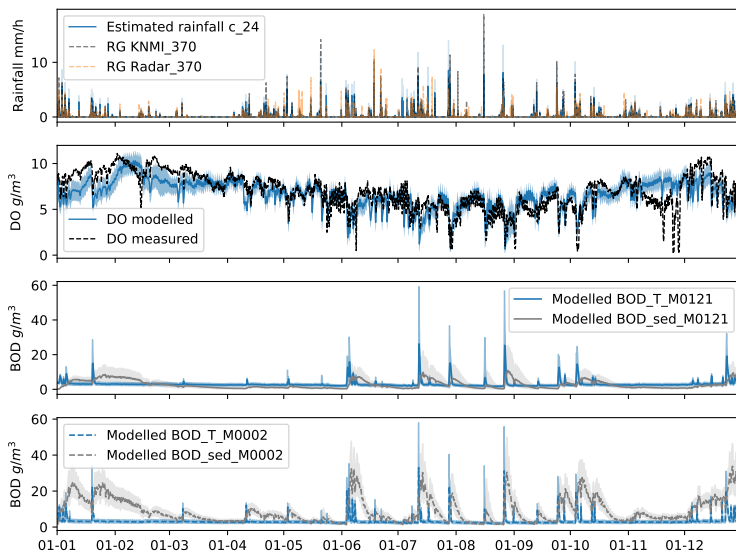 Rainfall mm/h
10
0
Estimated rainfall c_24
RG KNMI_370
RG Radar_370
DO g/m³
10
5
0
DO modelled
DO measured
BOD g/m³
60
40
20
0
Modelled BOD_T_M0121
Modelled BOD_sed_M0121
BOD g/m³
60
40
20
0
Modelled BOD_T_M0002
Modelled BOD_sed_M0002
01-01 01-02 01-03 01-04 01-05 01-06 01-07 01-08 01-09 01-10 01-11 01-12